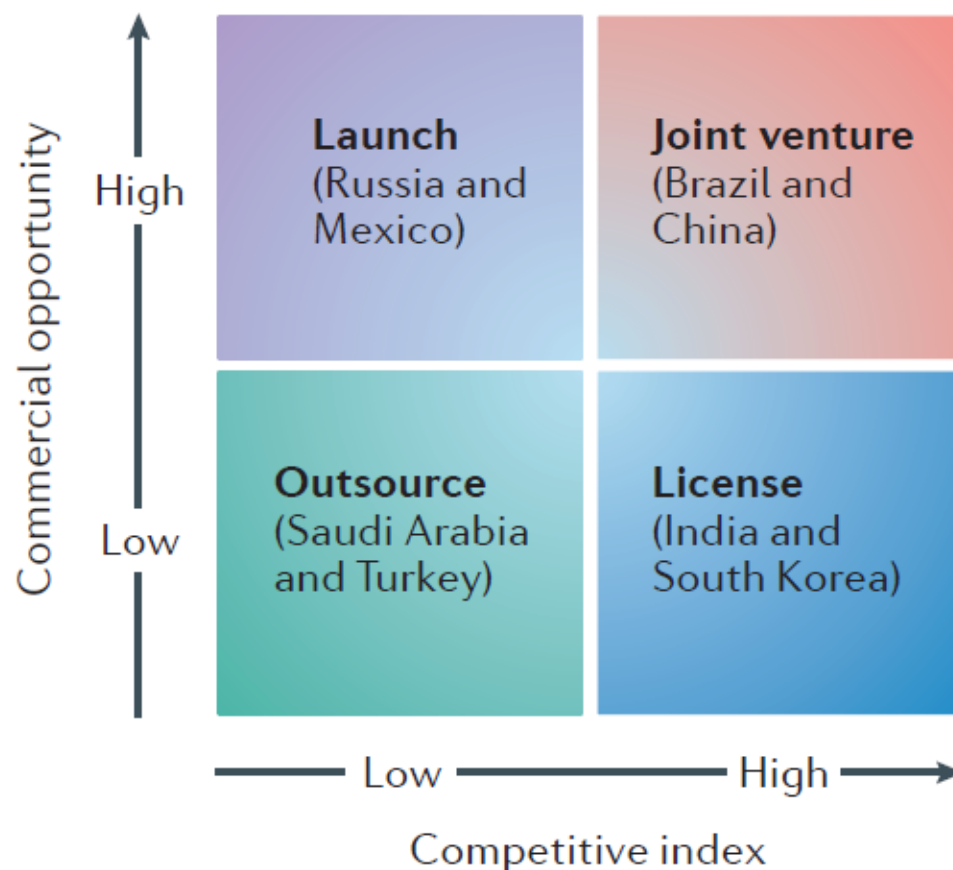 Commercial opportunity
High
Low
Launch
(Russia and
Mexico)
Joint venture
(Brazil and
China)
Outsource
(Saudi Arabia
and Turkey)
License
(India and
South Korea)
Low
High
Competitive index